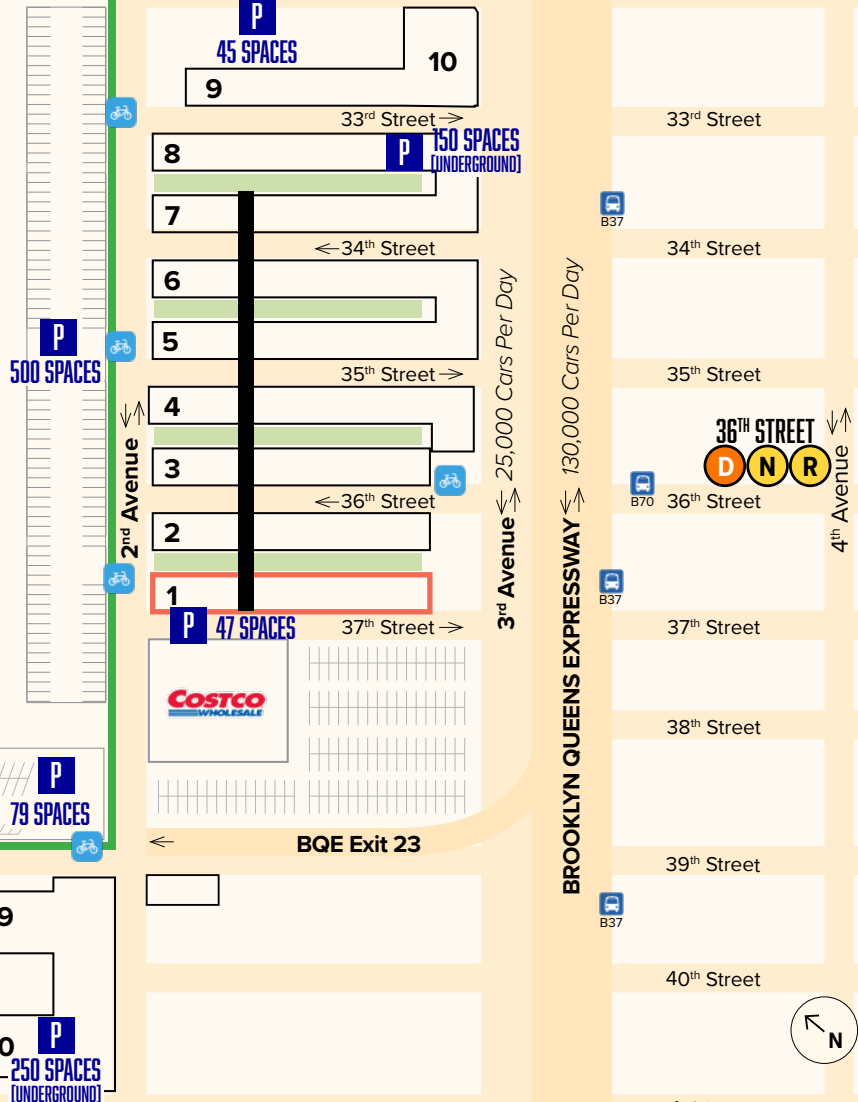 P
45 SPACES
10
9
33rd Street
33rd Street
8
P
150 SPACES
[UNDERGROUND]
7
B37
34th Street
34th Street
6
5
P
500 SPACES
25,000 Cars Per Day
130,000 Cars Per Day
35th Street
35th Street
4
36TH STREET
D N R
3
2nd Avenue
4th Avenue
B70
36th Street
36th Street
2
3rd Avenue
BROOKLYN QUEENS EXPRESSWAY
1
B37
P
47 SPACES
37th Street
37th Street
COSTCO
WHOLESALE
38th Street
P
79 SPACES
BQE Exit 23
39th Street
9
B37
40th Street
N
P
0
250 SPACES
[UNDERGROUND]